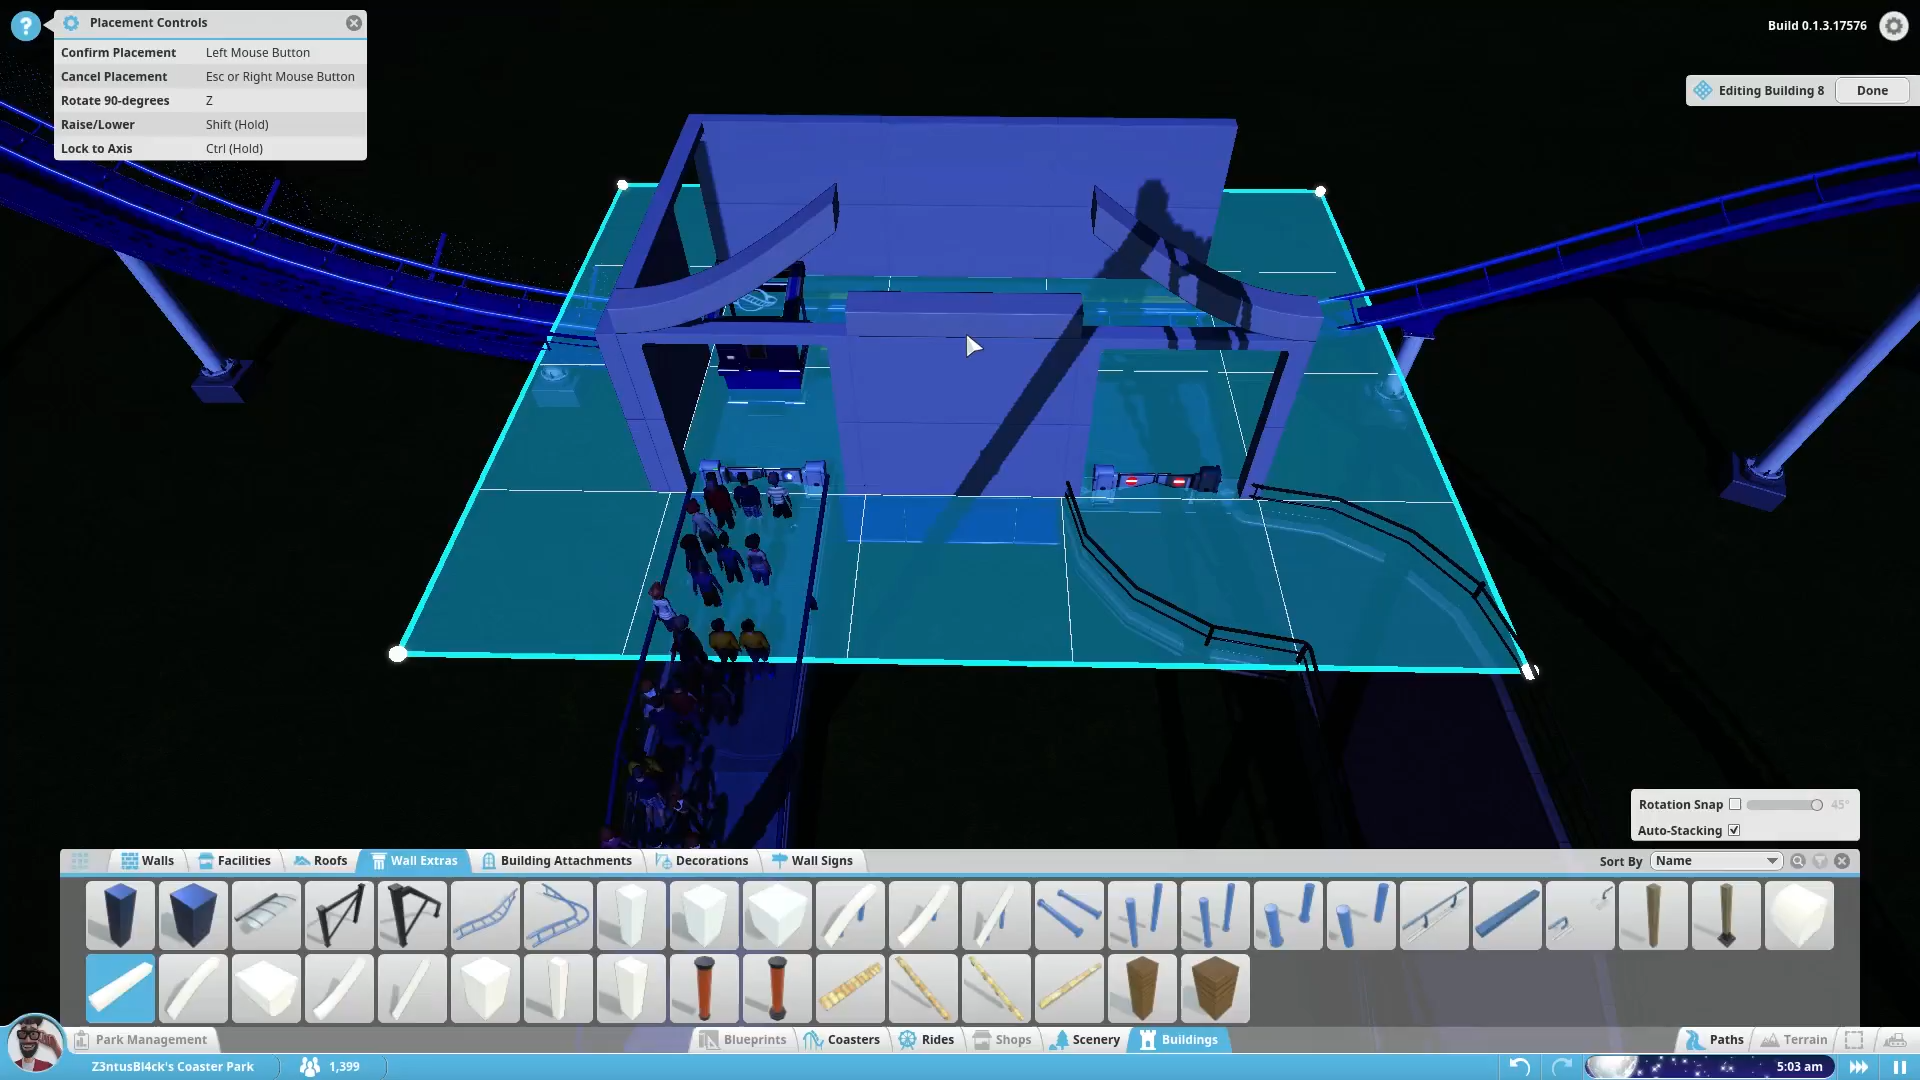 ?
Placement Controls
Confirm Placement Left Mouse Button
Cancel Placement Esc or Right Mouse Button
Rotate 90-degrees Z
Raise/Lower Shift (Hold)
Lock to Axis Ctrl (Hold)
Build 0.1.3.17576
Editing Building 8 Done
Rotation Snap 45°
Auto-Stacking
Walls Facilities Roofs Wall Extras Building Attachments Decorations Wall Signs Sort By Name
Park Management Blueprints Coasters Rides Shops Scenery Buildings Paths Terrain
Z3ntusBl4ck's Coaster Park 1,399 5:03 am